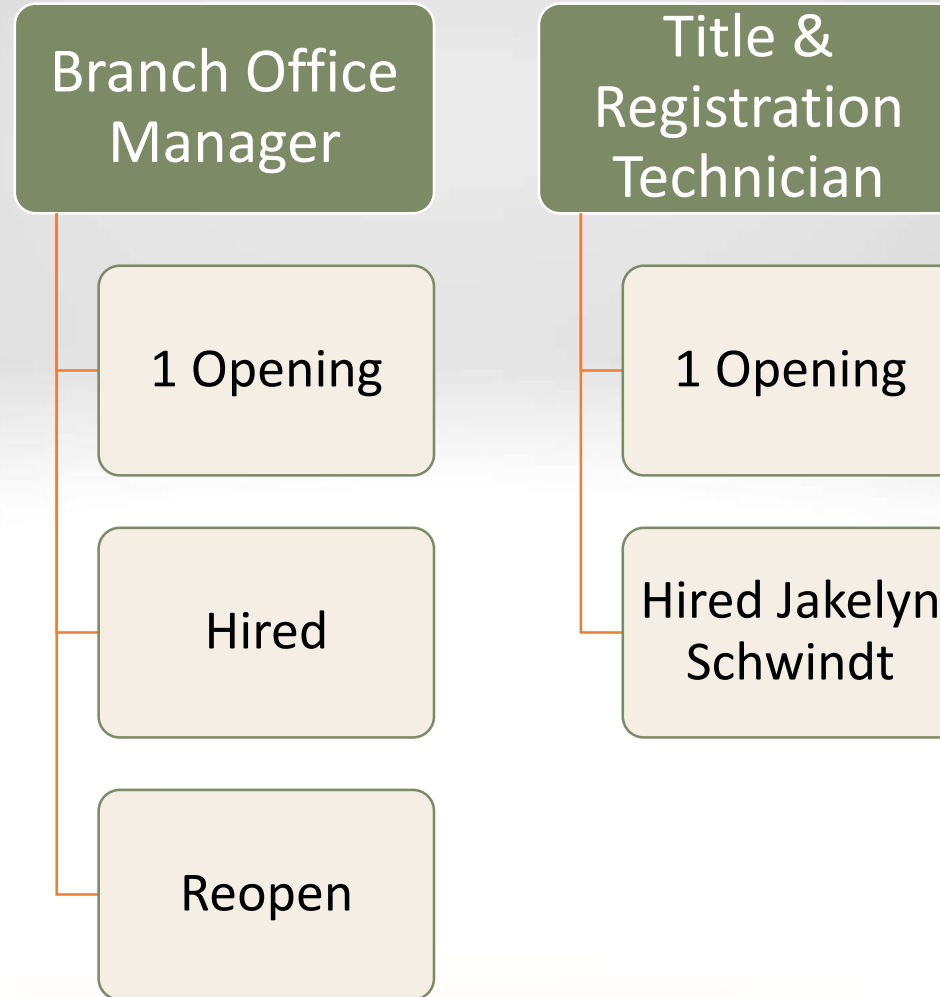 Branch Office
Manager
1 Opening
Hired
Reopen
Title &
Registration
Technician
1 Opening
Hired Jakelyn
Schwindt